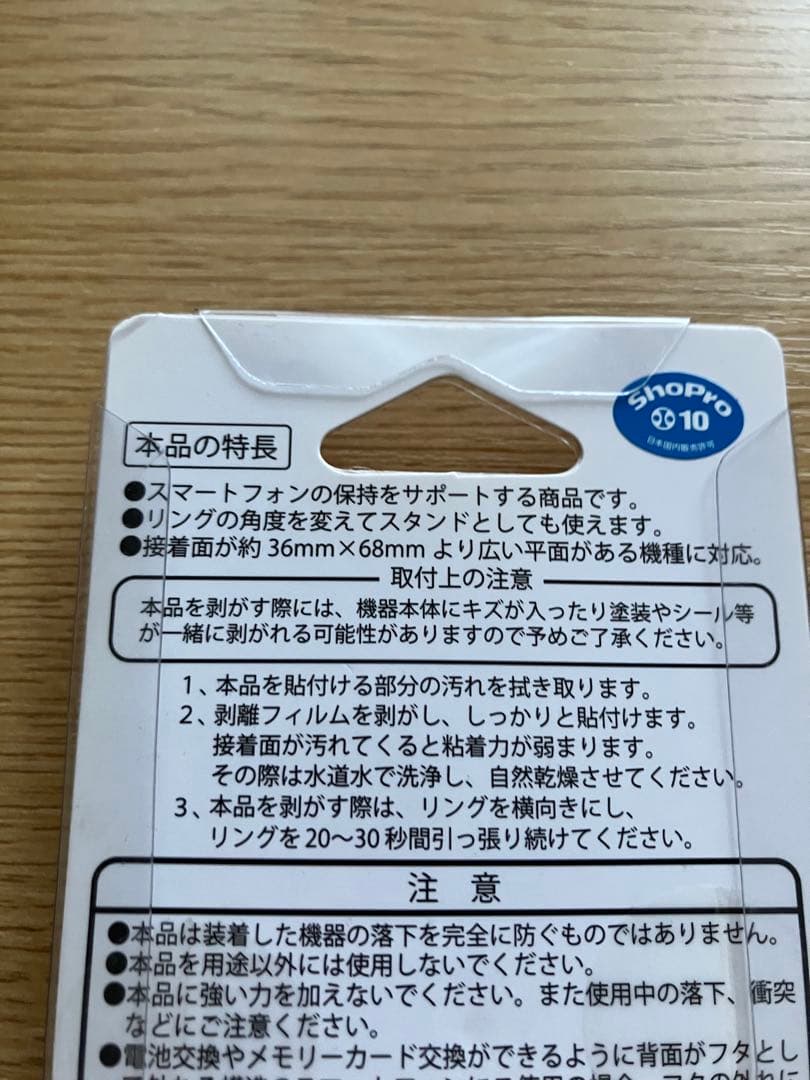 ShoPro
10
日本国内販売許可
本品の特長
●スマートフォンの保持をサポートする商品です。
●リングの角度を変えてスタンドとしても使えます。
●接着面が約36mm×68mmより広い平面がある機種に対応。
取付上の注意
本品を剥がす際には、機器本体にキズが入ったり塗装やシール等
が一緒に剥がれる可能性がありますので予めご了承ください。
1、本品を貼付ける部分の汚れを拭き取ります。
2、剥離フィルムを剥がし、しっかりと貼付けます。
接着面が汚れてくると粘着力が弱まります。
その際は水道水で洗浄し、自然乾燥させてください。
3、本品を剥がす際は、リングを横向きにし、
リングを20〜30秒間引っ張り続けてください。
注意
●本品は装着した機器の落下を完全に防ぐものではありません。
●本品を用途以外には使用しないでください。
●本品に強い力を加えないでください。また使用中の落下、衝突
などにご注意ください。
●電池交換やメモリーカード交換ができるように背面がフタとし